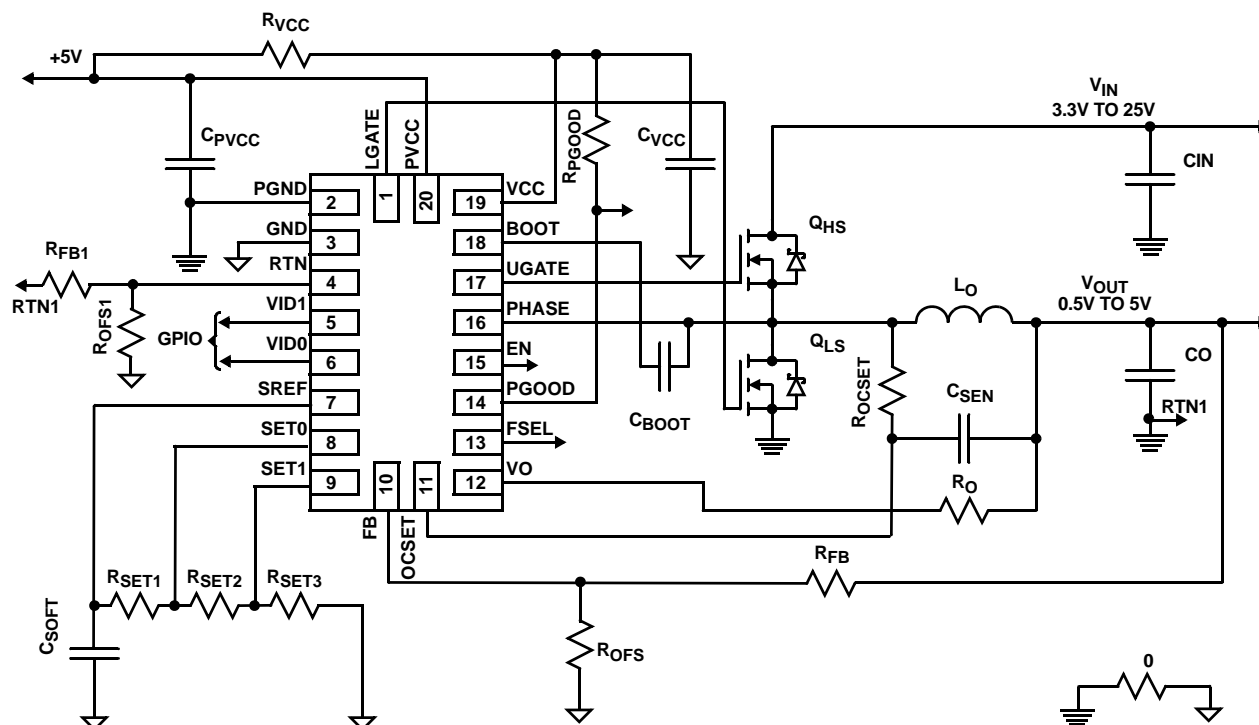 RVCC
+5V
VIN
3.3V TO 25V
CPVCC
LGATE
PVCC
RPGOOD
CVCC
CIN
PGND
2
1
20
19
VCC
GND
3
18
BOOT
QHS
RFB1
RTN
4
17
UGATE
LO
VOUT
0.5V TO 5V
RTN1
VID1
5
16
PHASE
QLS
ROFS1
GPIO
VID0
6
15
EN
CO
SREF
7
14
PGOOD
CBOOT
ROCSET
CSEN
RTN1
SET0
8
13
FSEL
SET1
9
10
11
12
VO
RO
FB
OCSET
RFB
RSET1
RSET2
RSET3
CSOFT
ROFS
0